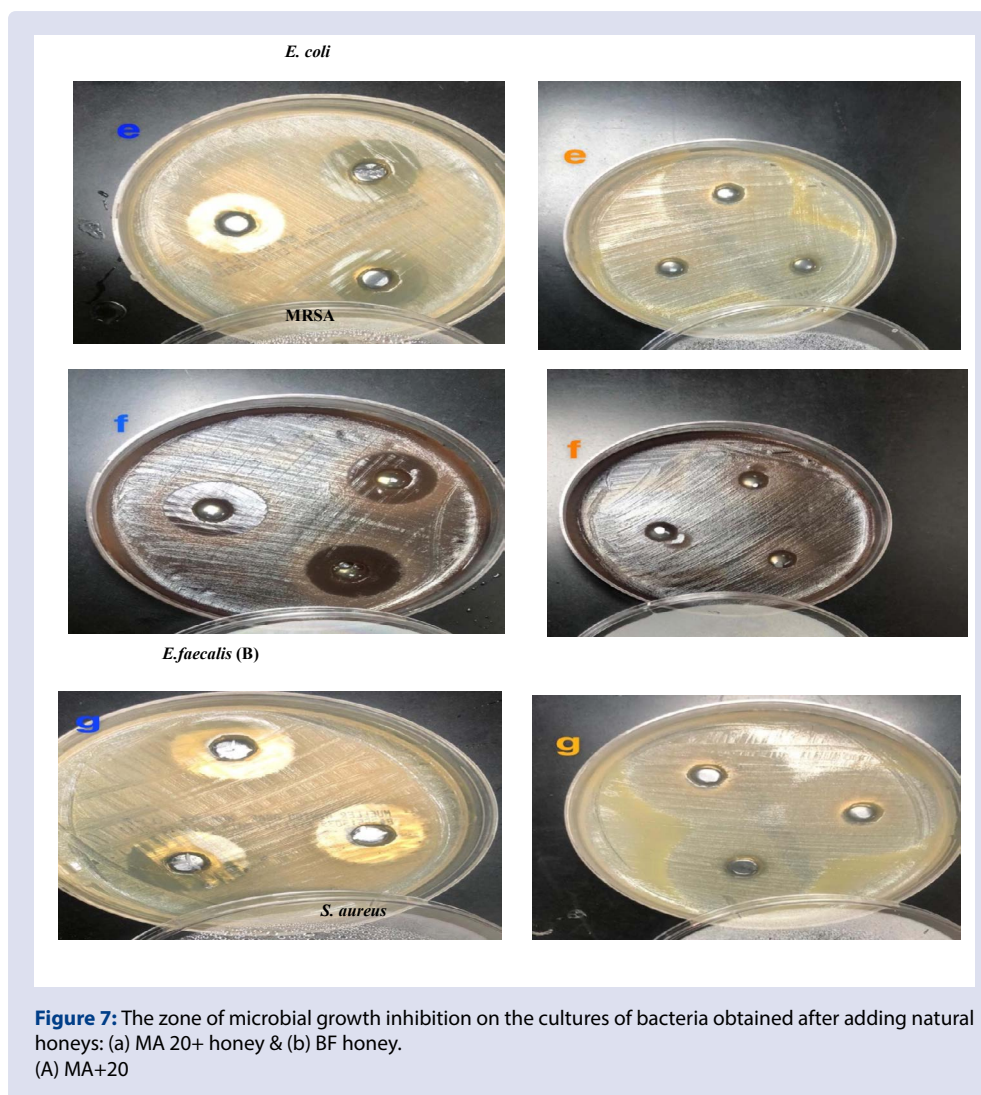 E. coli
e
e
MRSA
f
f
E.faecalis (B)
g
g
S. aureus
Figure 7: The zone of microbial growth inhibition on the cultures of bacteria obtained after adding natural
honeys: (a) MA 20+ honey & (b) BF honey.
(A) MA+20